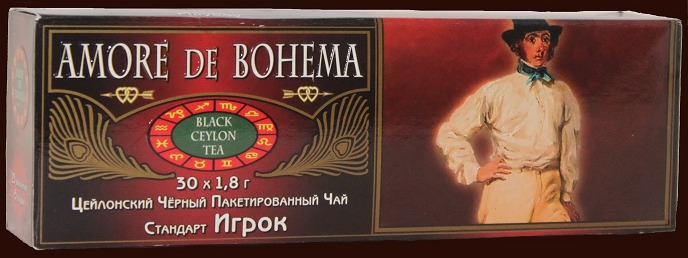 AMORE DE BOHEMA
BLACK
CEYLON
TEA
30 х 1,8 г
Цейлонский Чёрный Пакетированный Чай
Стандарт Игрок